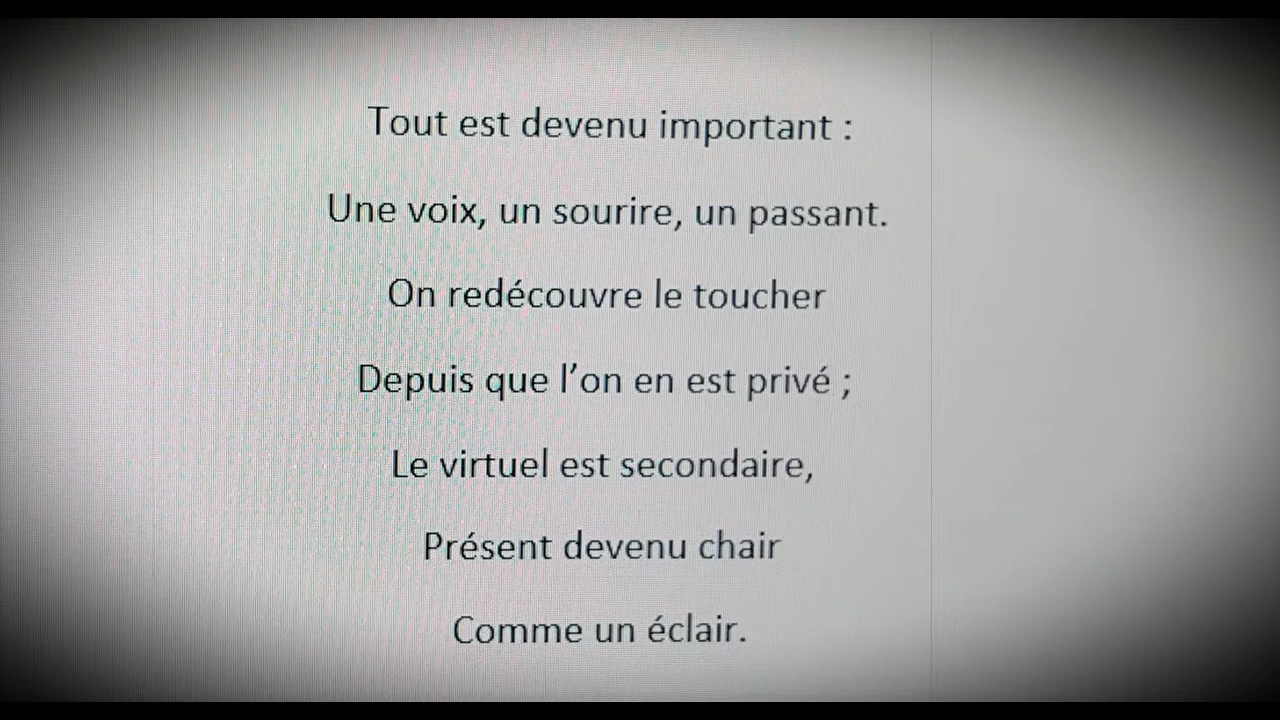 Tout est devenu important :
Une voix, un sourire, un passant.
On redécouvre le toucher
Depuis que l’on en est privé ;
Le virtuel est secondaire,
Présent devenu chair
Comme un éclair.